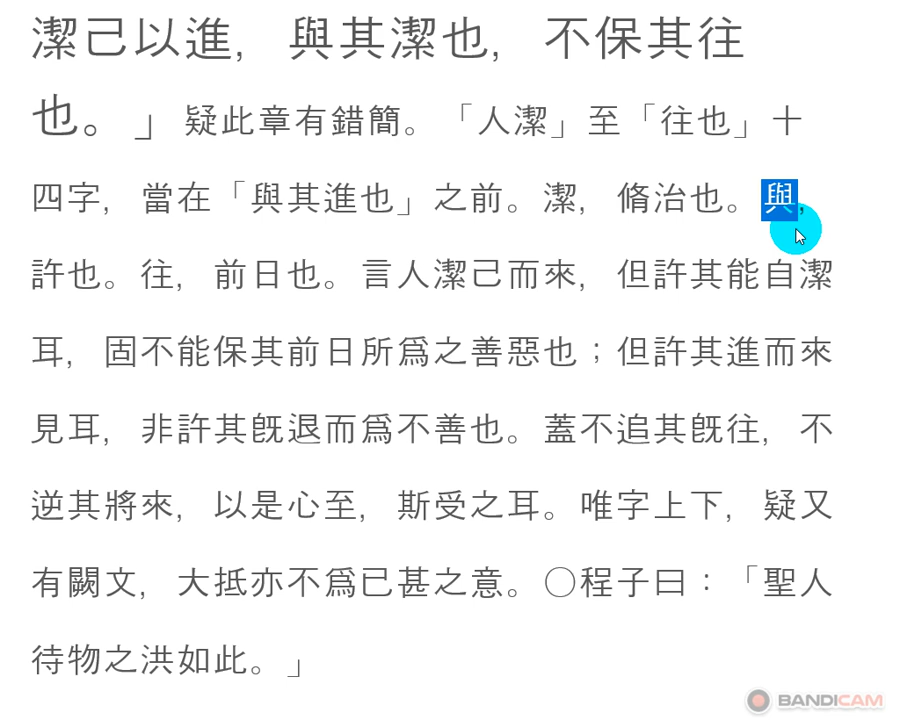 潔己以進，與其潔也，不保其往
也。」疑此章有錯簡。「人潔」至「往也」十
四字，當在「與其進也」之前。潔，脩治也。與，
許也。往，前日也。言人潔己而來，但許其能自潔
耳，固不能保其前日所爲之善惡也；但許其進而來
見耳，非許其旣退而爲不善也。蓋不追其旣往，不
逆其將來，以是心至，斯受之耳。唯字上下，疑又
有闕文，大抵亦不爲已甚之意。〇程子曰：「聖人
待物之洪如此。」
BANDICAM